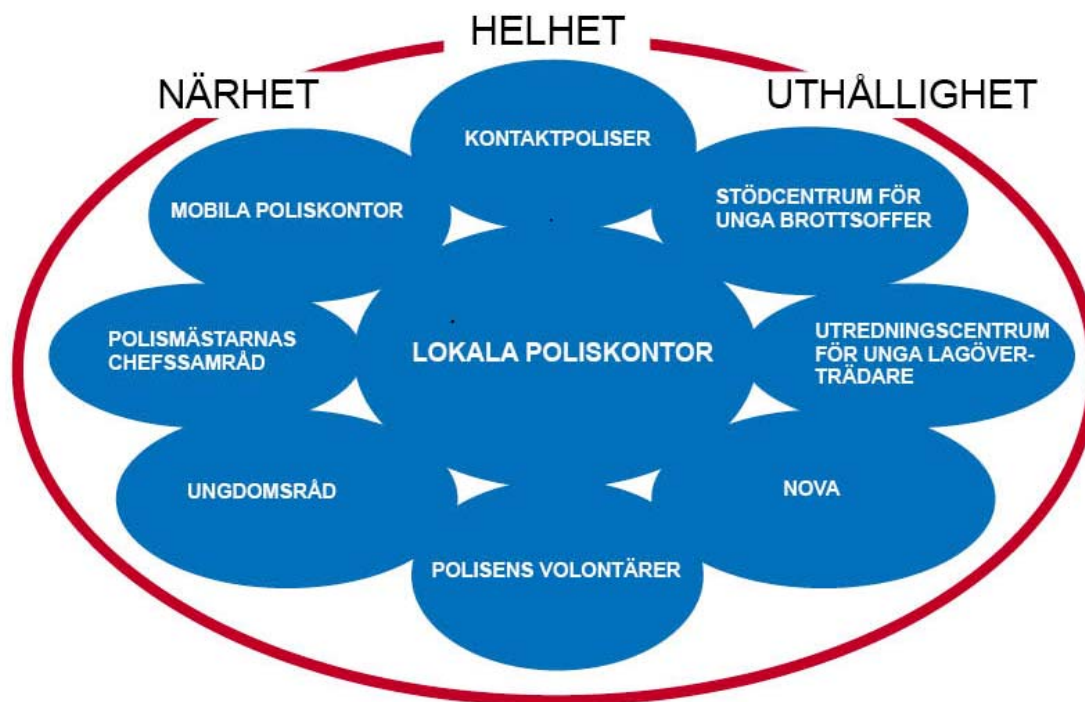 HELHET
NÄRHET
UTHÅLLIGHET
KONTAKTPOLISER
MOBILA POLISKONTOR
STÖDCENTRUM FÖR
UNGA BROTTSOFFER
POLISMÄSTARNAS
CHEFSSAMRÅD
LOKALA POLISKONTOR
UTREDNINGSCENTRUM
FÖR UNGA LAGÖVER-
TRÄDARE
UNGDOMSRÅD
NOVA
POLISENS VOLONTÄRER